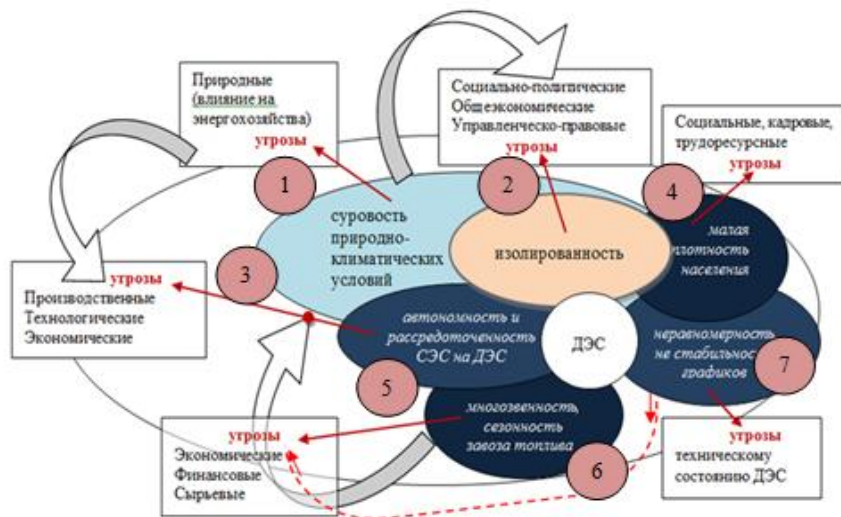 Природные
(влияние на
энергохозяйства)
угрозы
Социально-политические
Общеэкономические
Управленческо-правовые
угрозы
Социальные, кадровые,
трудоресурсные
угрозы
1
2
4
суровость
природно-
климатических
условий
изолированность
малая
плотность
населения
3
угрозы
Производственные
Технологические
Экономические
автономность и
рассредоточенность
СЭС на ДЭС
ДЭС
неравномерность,
не стабильность
графиков
7
5
многозвенность,
сезонность
завоза топлива
6
угрозы
Экономические
Финансовые
Сырьевые
угрозы
техническому
состоянию ДЭС